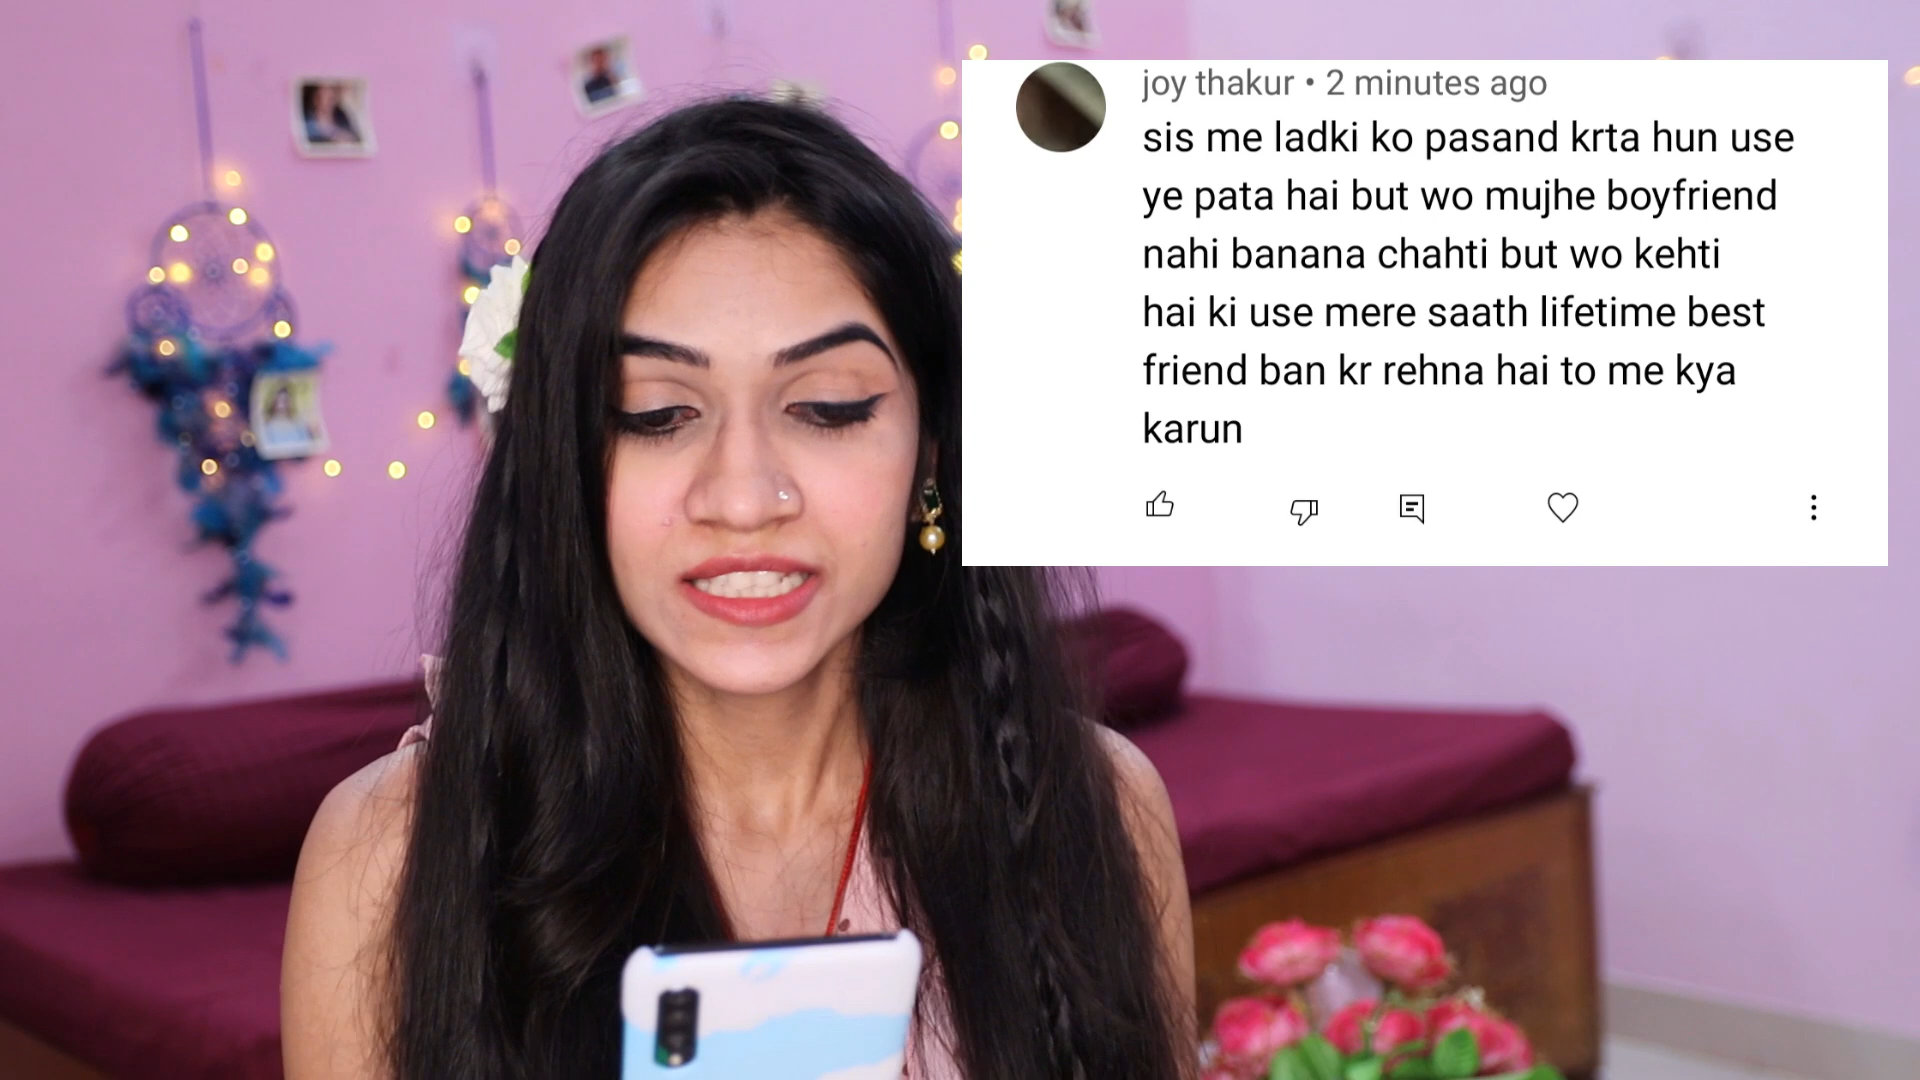 joy thakur • 2 minutes ago
sis me ladki ko pasand krta hun use
ye pata hai but wo mujhe boyfriend
nahi banana chahti but wo kehti
hai ki use mere saath lifetime best
friend ban kr rehna hai to me kya
karun